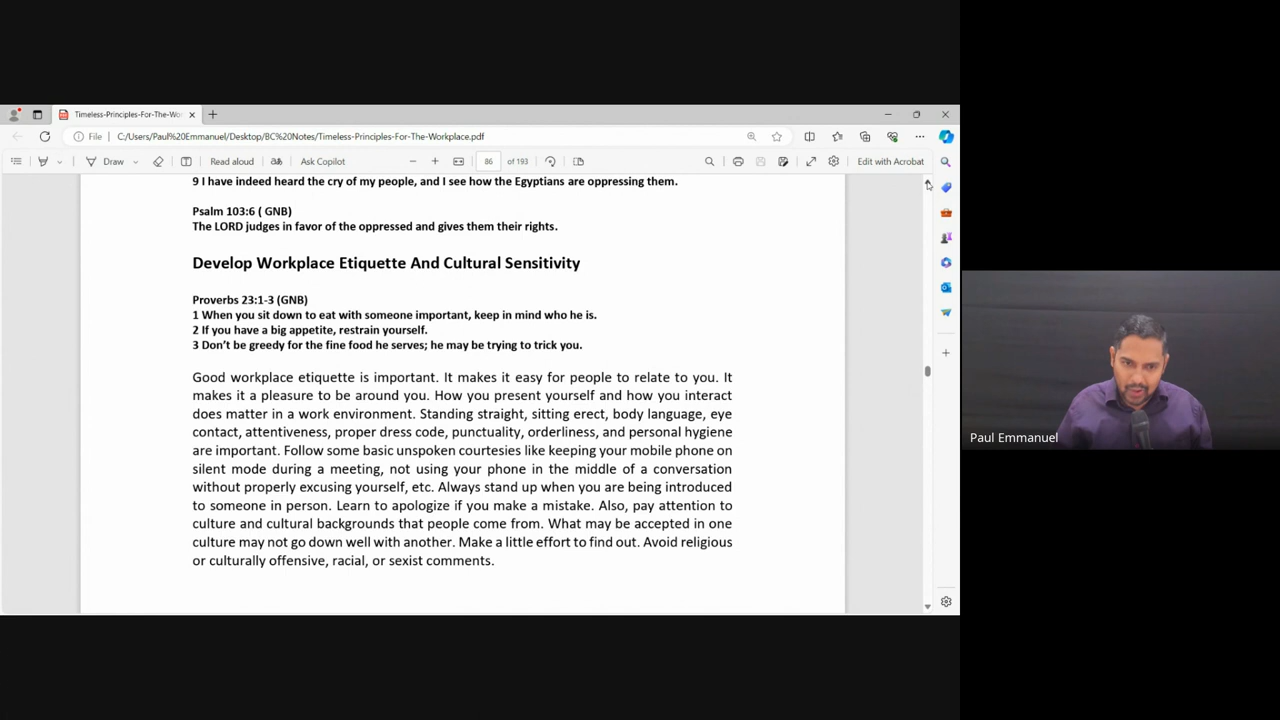 Timeless-Principles-For-The-Wo
File
C:/Users/Paul%20Emmanuel/Desktop/BC%20Notes/Timeless-Principles-For-The-Workplace.pdf
Draw
Read aloud
Ask Copilot
86 of 193
Edit with Acrobat
9 I have indeed heard the cry of my people, and I see how the Egyptians are oppressing them.
Psalm 103:6 ( GNB)
The LORD judges in favor of the oppressed and gives them their rights.
Develop Workplace Etiquette And Cultural Sensitivity
Proverbs 23:1-3 (GNB)
1 When you sit down to eat with someone important, keep in mind who he is.
2 If you have a big appetite, restrain yourself.
3 Don’t be greedy for the fine food he serves; he may be trying to trick you.
Good workplace etiquette is important. It makes it easy for people to relate to you. It
makes it a pleasure to be around you. How you present yourself and how you interact
does matter in a work environment. Standing straight, sitting erect, body language, eye
contact, attentiveness, proper dress code, punctuality, orderliness, and personal hygiene
are important. Follow some basic unspoken courtesies like keeping your mobile phone on
silent mode during a meeting, not using your phone in the middle of a conversation
without properly excusing yourself, etc. Always stand up when you are being introduced
to someone in person. Learn to apologize if you make a mistake. Also, pay attention to
culture and cultural backgrounds that people come from. What may be accepted in one
culture may not go down well with another. Make a little effort to find out. Avoid religious
or culturally offensive, racial, or sexist comments.
Paul Emmanuel